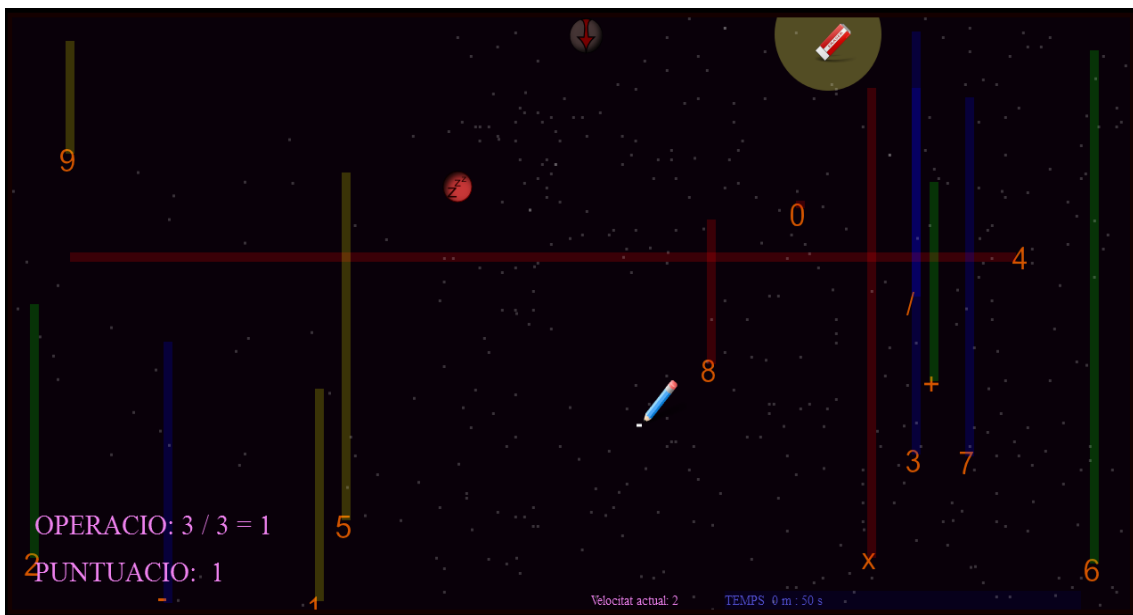 9
0
4
/
8
+
3 7
5
OPERACIO: 3 / 3 = 1
x
2
6
PUNTUACIO: 1
-
1
Velocitat actual: 2
TEMPS 0 m : 50 s